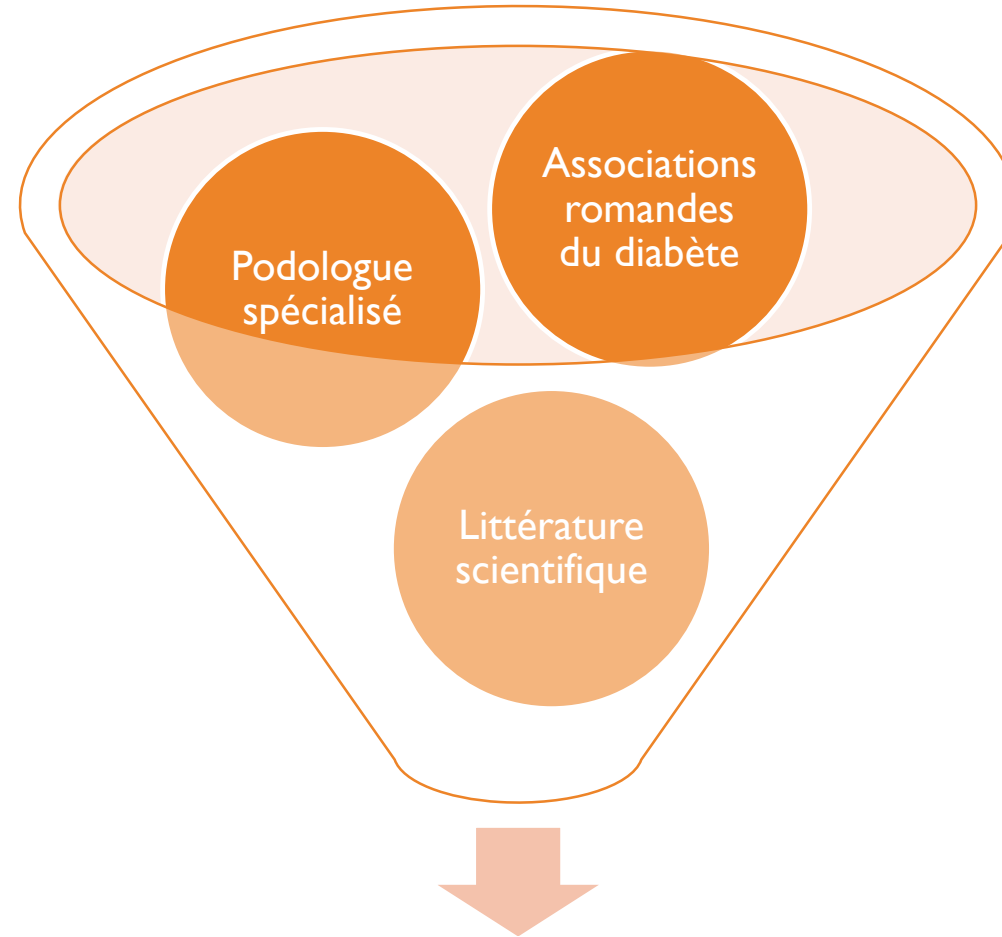 Associations
romandes
du diabète
Podologue
spécialisé
Littérature
scientifique